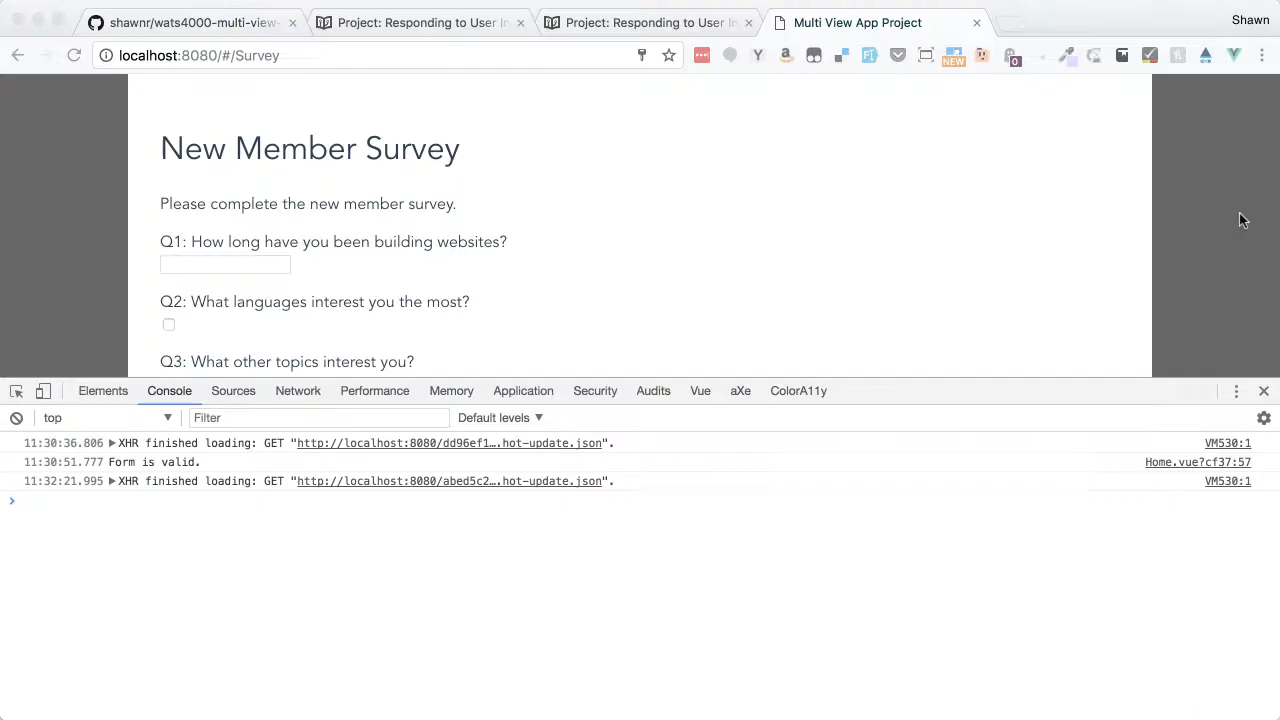 shawnr/wats4000-multi-view-
Project: Responding to User In
Project: Responding to User In
Multi View App Project
Shawn
localhost:8080/#/Survey
NEW
0
New Member Survey
Please complete the new member survey.
Q1: How long have you been building websites?
Q2: What languages interest you the most?
Q3: What other topics interest you?
Elements Console Sources Network Performance Memory Application Security Audits Vue aXe ColorA11y
top Filter Default levels
11:30:36.806 XHR finished loading: GET "http://localhost:8080/dd96ef1….hot-update.json". VM530:1
11:30:51.777 Form is valid. Home.vue?cf37:57
11:32:21.995 XHR finished loading: GET "http://localhost:8080/abed5c2….hot-update.json". VM530:1